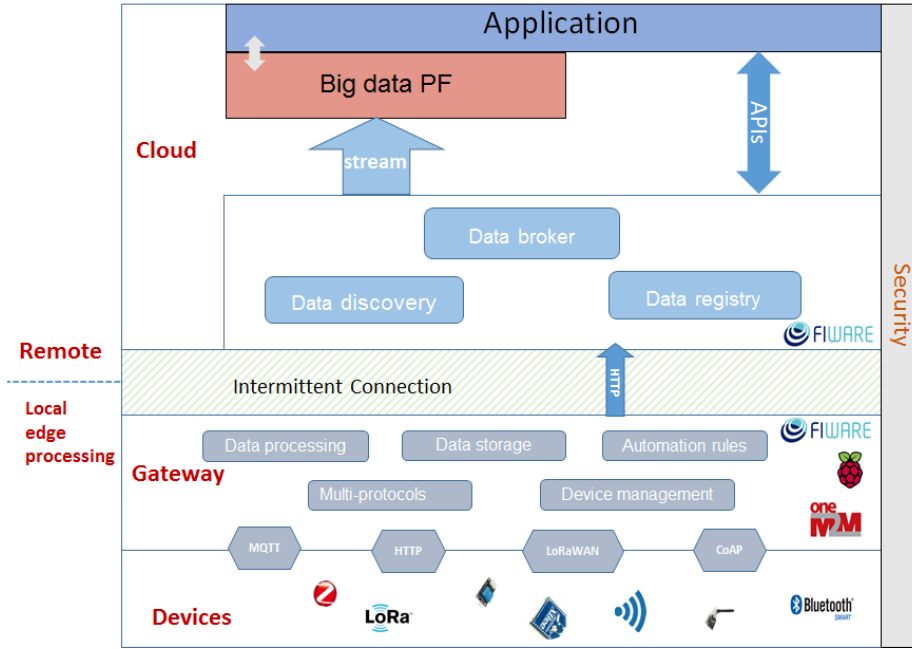 Application
Big data PF
APIs
Cloud
stream
Data broker
Data discovery
Data registry
Security
FIWARE
Remote
Intermittent Connection
HTTP
Local
edge
processing
FIWARE
Data processing
Data storage
Automation rules
Gateway
Multi-protocols
Device management
one
M2M
MQTT
HTTP
LoRaWAN
CoAP
Devices
LoRa
Bluetooth
SMART